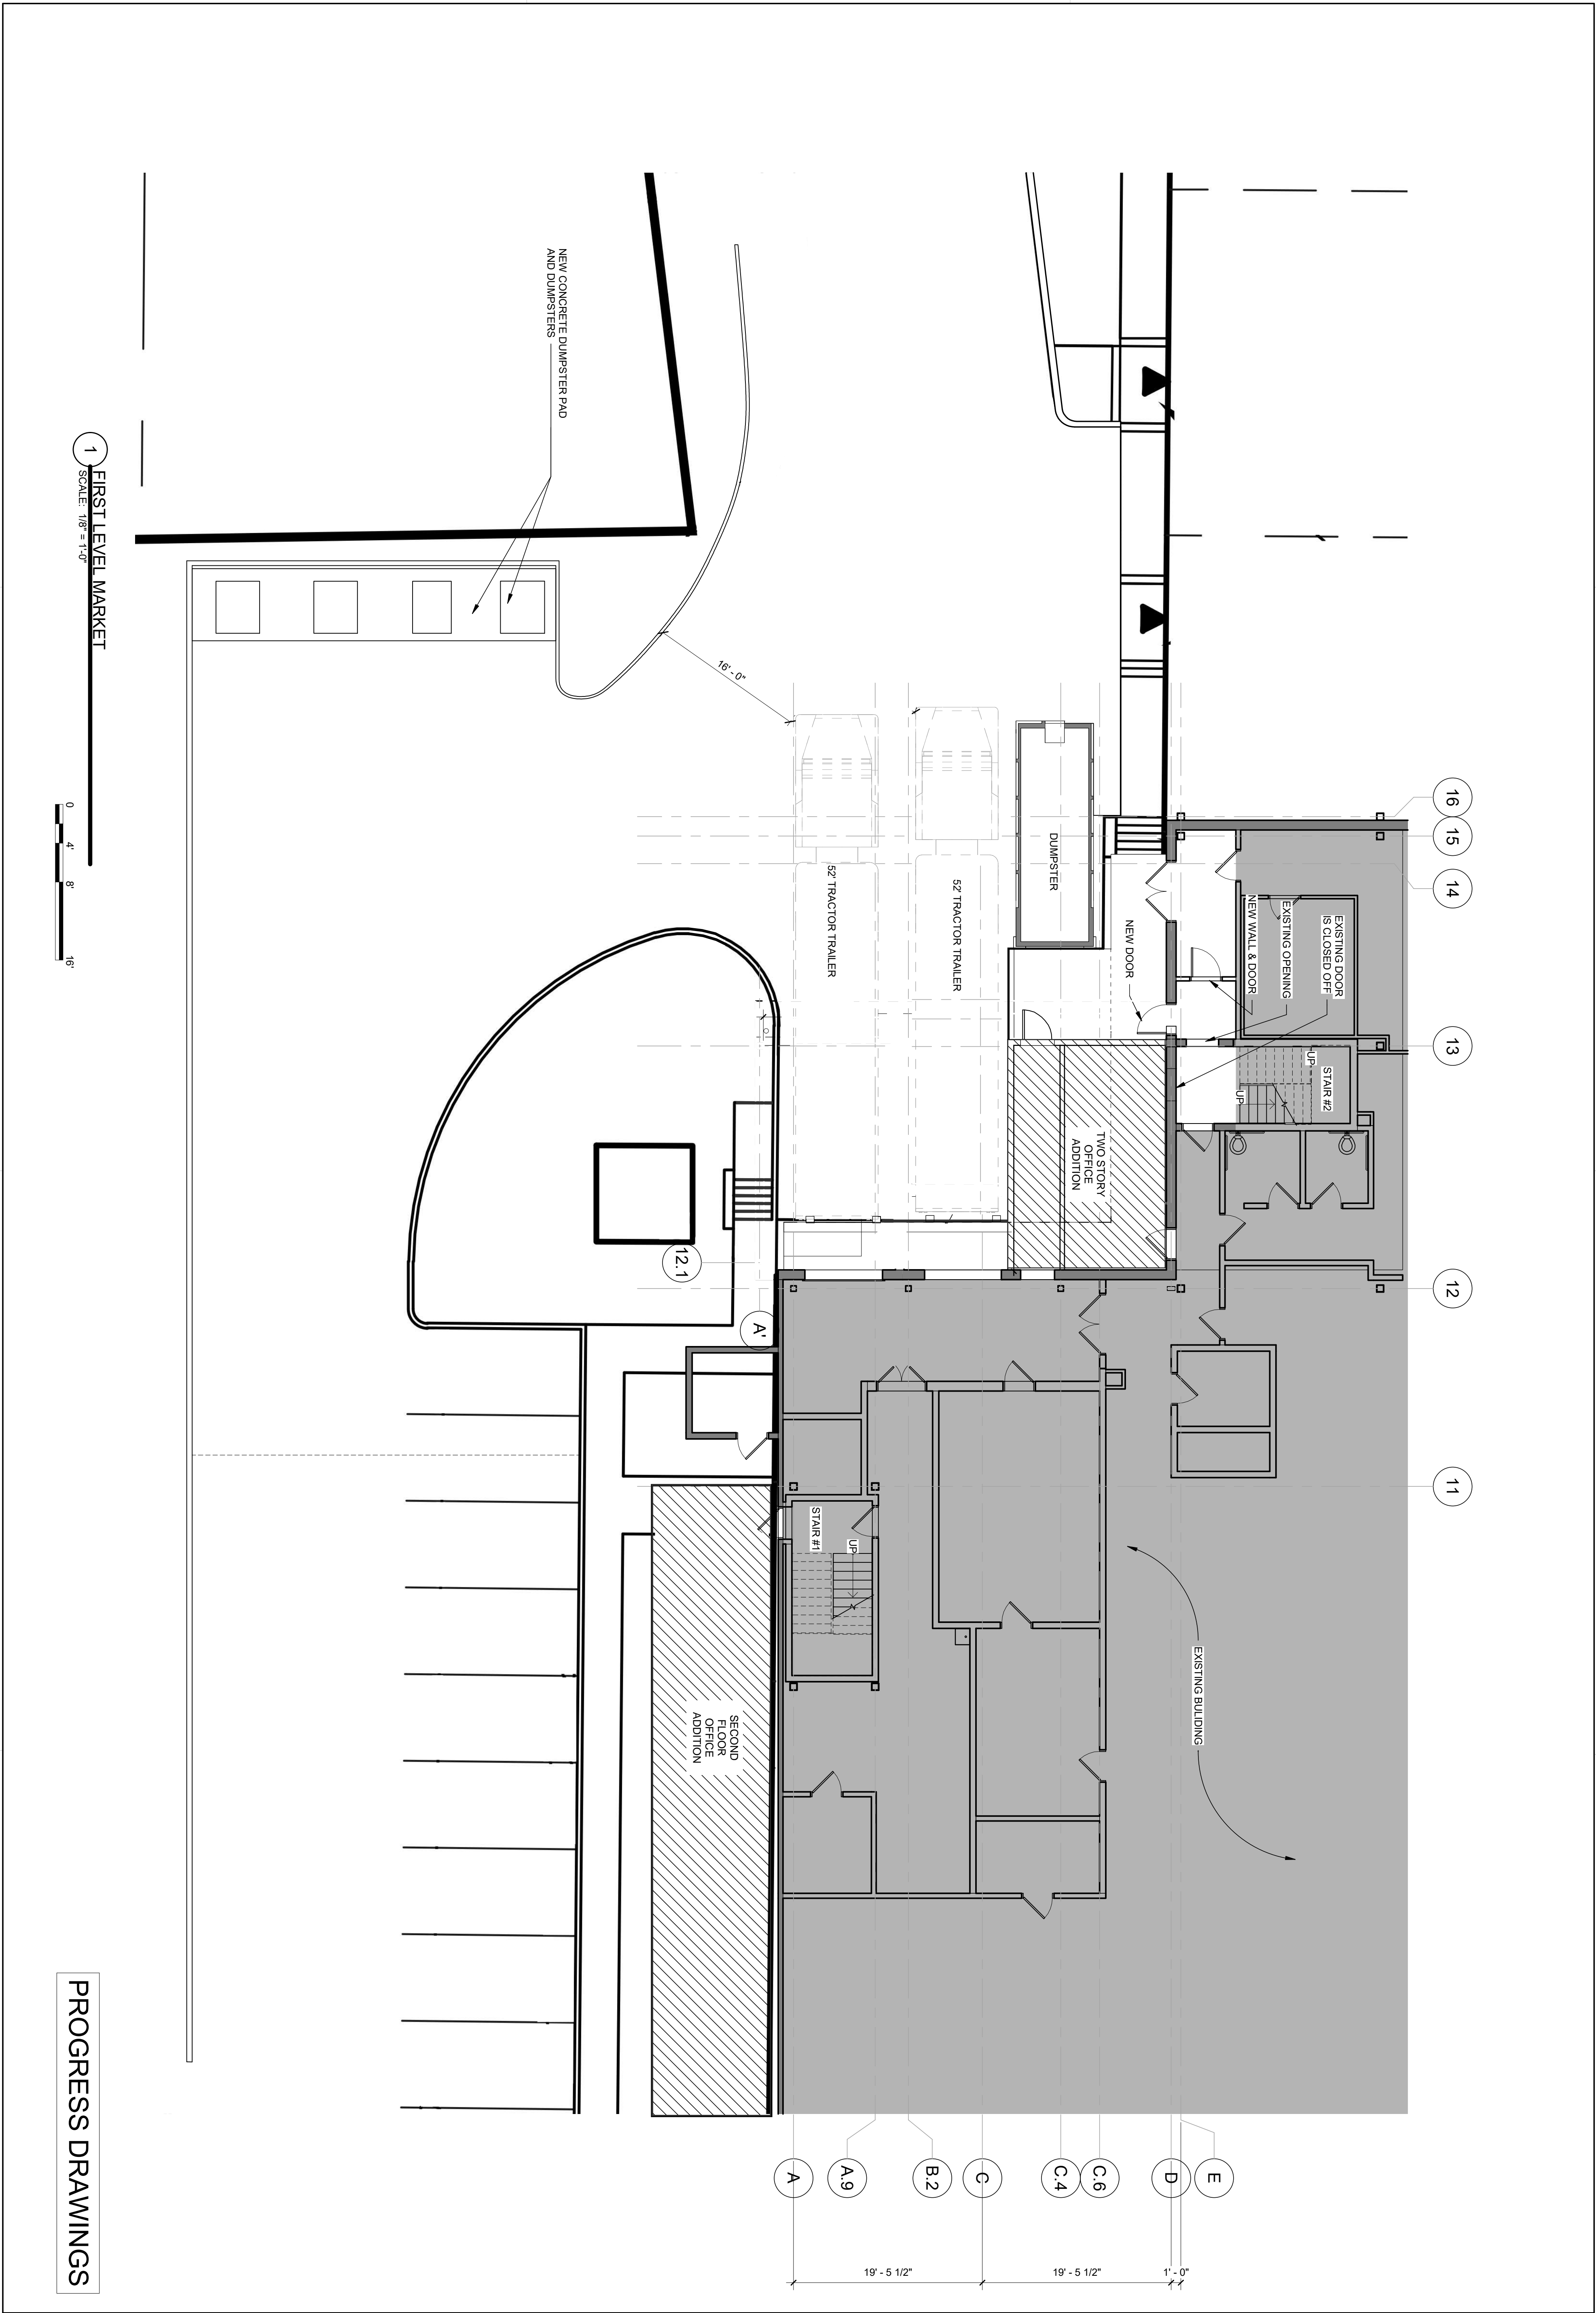 16
15
14
13
12
11
EXISTING DOOR
IS CLOSED OFF
EXISTING OPENING
NEW WALL & DOOR
NEW DOOR
STAIR #2
UP
UP
DUMPSTER
TWO STORY
OFFICE
ADDITION
52' TRACTOR TRAILER
52' TRACTOR TRAILER
16' - 0"
NEW CONCRETE DUMPSTER PAD
AND DUMPSTERS
12.1
A'
STAIR #1
UP
EXISTING BULIDING
SECOND
FLOOR
OFFICE
ADDITION
E
D
C.6
C.4
C
B.2
A.9
A
1' - 0"
19' - 5 1/2"
19' - 5 1/2"
1
FIRST LEVEL MARKET
SCALE: 1/8" = 1'-0"
0 4' 8' 16'
PROGRESS DRAWINGS